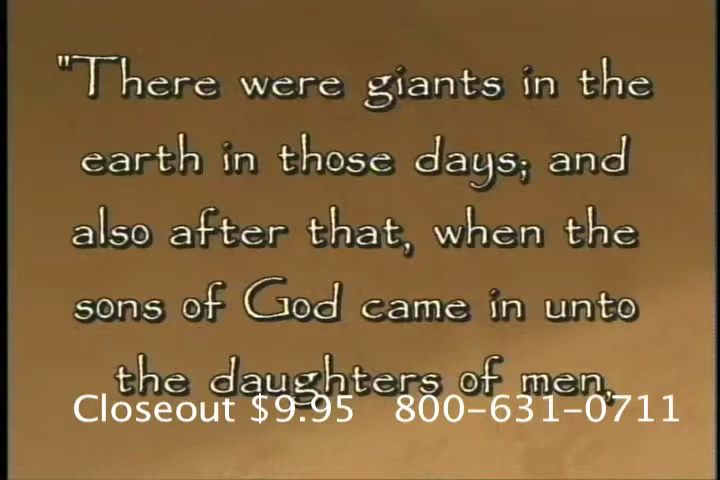 "There were giants in the
earth in those days; and
also after that, when the
sons of God came in unto
the daughters of men,
Closeout $9.95 800-631-0711